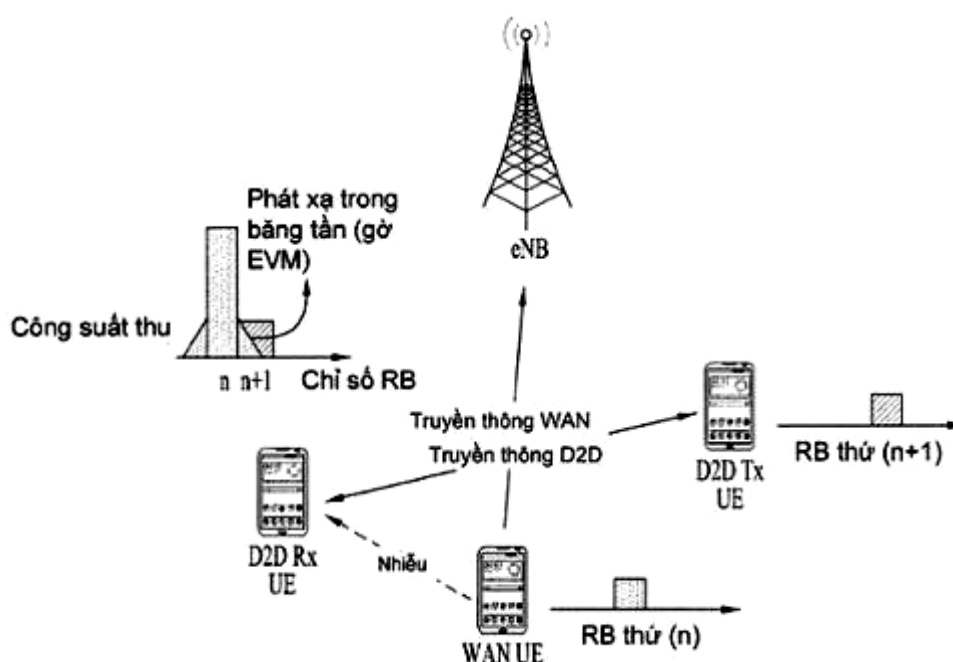 eNB
Phát xạ trong
băng tần (gờ
EVM)
Công suất thu
n n+1
Chỉ số RB
Truyền thông WAN
Truyền thông D2D
D2D Tx
UE
RB thứ (n+1)
D2D Rx
UE
Nhiễu
WAN UE
RB thứ (n)